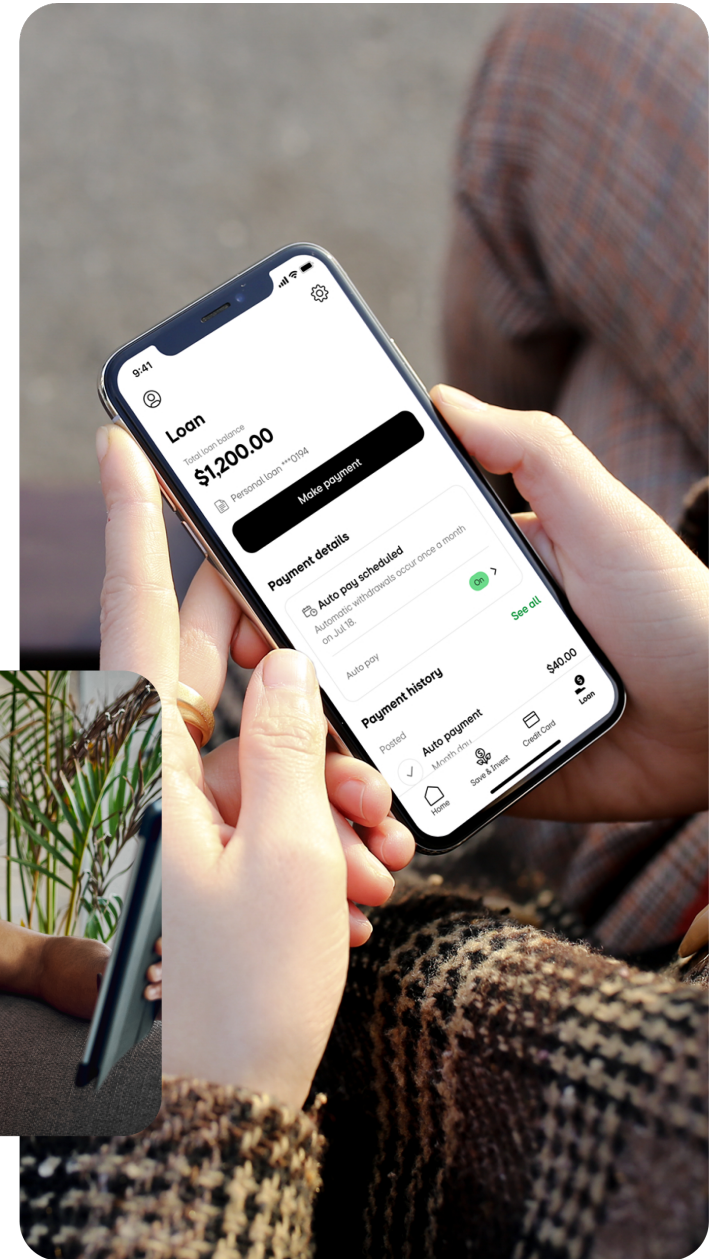 9:41
Loan
Total loan balance
$1,200.00
Personal loan ***0194
Make payment
Payment details
Auto pay scheduled
Automatic withdrawals occur once a month
on Jul 18.
Auto pay On
Payment history See all
Posted
Auto payment $40.00
Month day,
Home Save & Invest Credit Card Loan